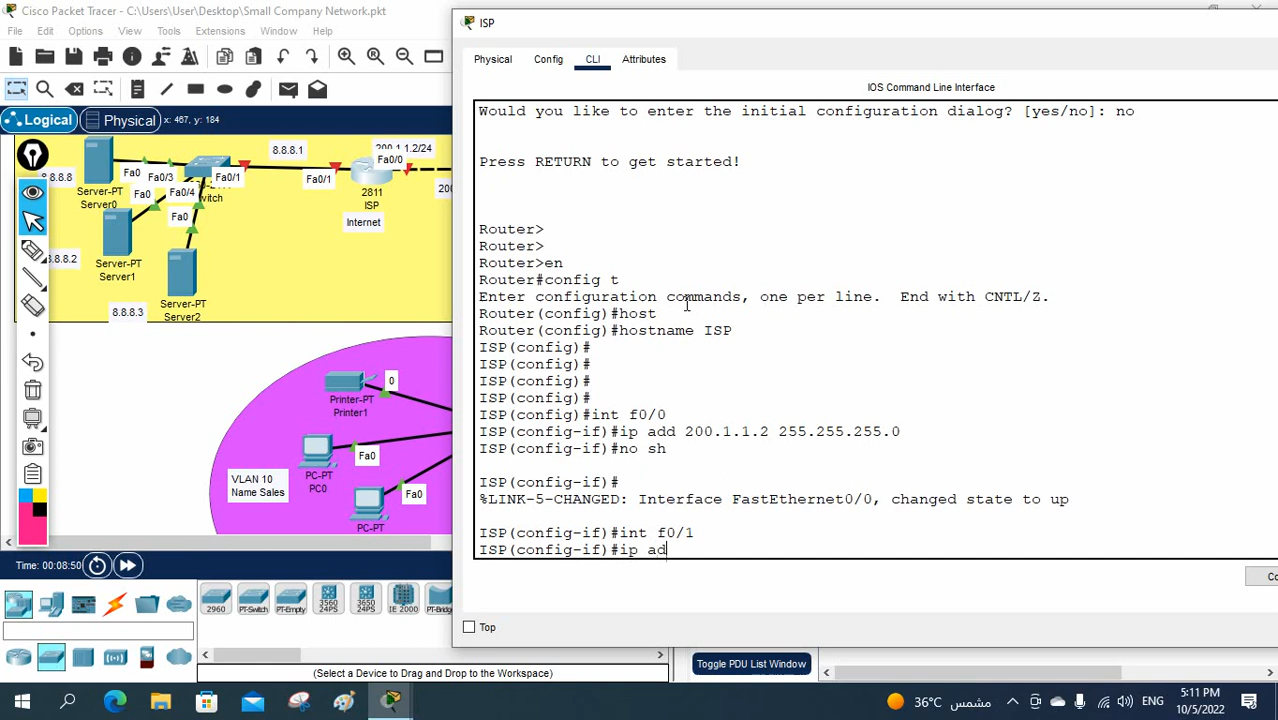 Cisco Packet Tracer - C:\Users\User\Desktop\Small Company Network.pkt
File Edit Options View Tools Extensions Window Help
Logical Physical x: 467, y: 184
8.8.8.1
200.1.1.2/24
Fa0/0
8.8.8
Fa0
Fa0/3
Fa0/1
Fa0/1
Server-PT
Server0
Fa0
Fa0/4
witch
2811
ISP
200
Fa0
Internet
8.8.8.2
Server-PT
Server1
Server-PT
Server2
8.8.8.3
0
Printer-PT
Printer1
Fa0
VLAN 10
Name Sales
PC-PT
PC0
Fa0
PC-PT
Time: 00:08:50
2960
PT-Switch
PT-Empty
3560
24PS
3650
24PS
IE 2000
PT-Bridge
(Select a Device to Drag and Drop to the Workspace)
ISP
Physical Config CLI Attributes
IOS Command Line Interface
Would you like to enter the initial configuration dialog? [yes/no]: no
Press RETURN to get started!
Router>
Router>
Router>en
Router#config t
Enter configuration commands, one per line.  End with CNTL/Z.
Router(config)#host
Router(config)#hostname ISP
ISP(config)#
ISP(config)#
ISP(config)#
ISP(config)#
ISP(config)#int f0/0
ISP(config-if)#ip add 200.1.1.2 255.255.255.0
ISP(config-if)#no sh
ISP(config-if)#
%LINK-5-CHANGED: Interface FastEthernet0/0, changed state to up
ISP(config-if)#int f0/1
ISP(config-if)#ip ad
Co
Top
Toggle PDU List Window
36°C مشمس
5:11 PM
10/5/2022